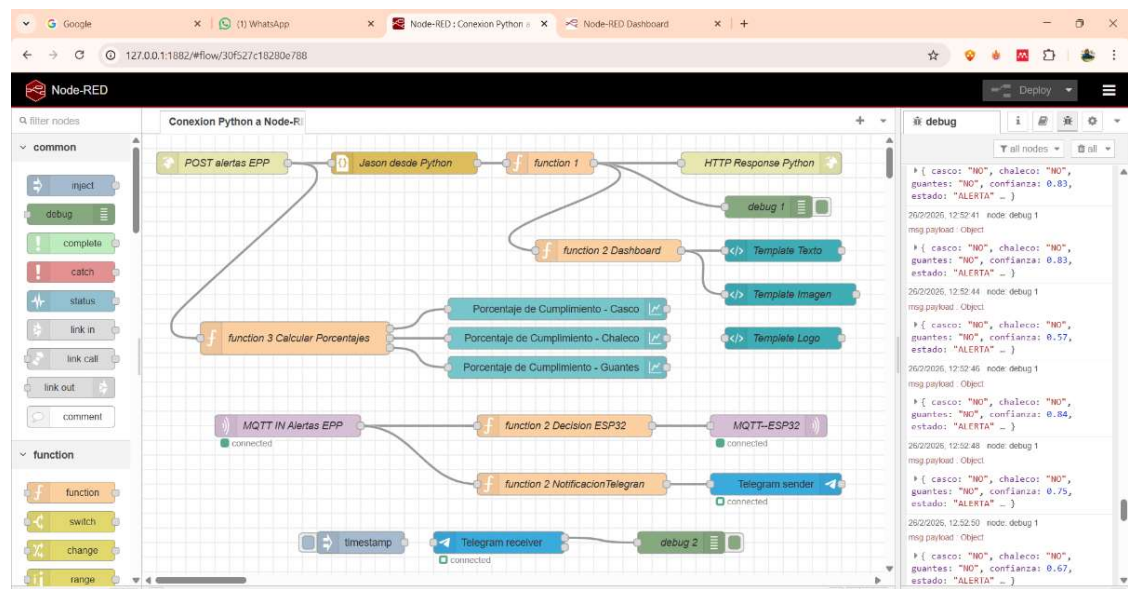 Google
(1) WhatsApp
Node-RED : Conexion Python a
Node-RED Dashboard
127.0.0.1:1882/#flow/30f527c18280e788
Node-RED
Deploy
filter nodes
common
inject
debug
complete
catch
status
link in
link call
link out
comment
function
function
switch
change
range
Conexion Python a Node-R
POST alertas EPP
Jason desde Python
function 1
HTTP Response Python
debug 1
function 2 Dashboard
Template Texto
Template Imagen
Template Logo
function 3 Calcular Porcentajes
Porcentaje de Cumplimiento - Casco
Porcentaje de Cumplimiento - Chaleco
Porcentaje de Cumplimiento - Guantes
MQTT IN Alertas EPP
connected
function 2 Decision ESP32
MQTT--ESP32
connected
function 2 NotificacionTelegran
Telegram sender
connected
timestamp
Telegram receiver
connected
debug 2
debug
all nodes
all
{ casco: "NO", chaleco: "NO",
guantes: "NO", confianza: 0.83,
estado: "ALERTA" … }
26/2/2026, 12:52:41 node: debug 1
msg.payload : Object
{ casco: "NO", chaleco: "NO",
guantes: "NO", confianza: 0.83,
estado: "ALERTA" … }
26/2/2026, 12:52:44 node: debug 1
msg.payload : Object
{ casco: "NO", chaleco: "NO",
guantes: "NO", confianza: 0.57,
estado: "ALERTA" … }
26/2/2026, 12:52:46 node: debug 1
msg.payload : Object
{ casco: "NO", chaleco: "NO",
guantes: "NO", confianza: 0.84,
estado: "ALERTA" … }
26/2/2026, 12:52:48 node: debug 1
msg.payload : Object
{ casco: "NO", chaleco: "NO",
guantes: "NO", confianza: 0.75,
estado: "ALERTA" … }
26/2/2026, 12:52:50 node: debug 1
msg.payload : Object
{ casco: "NO", chaleco: "NO",
guantes: "NO", confianza: 0.67,
estado: "ALERTA" … }